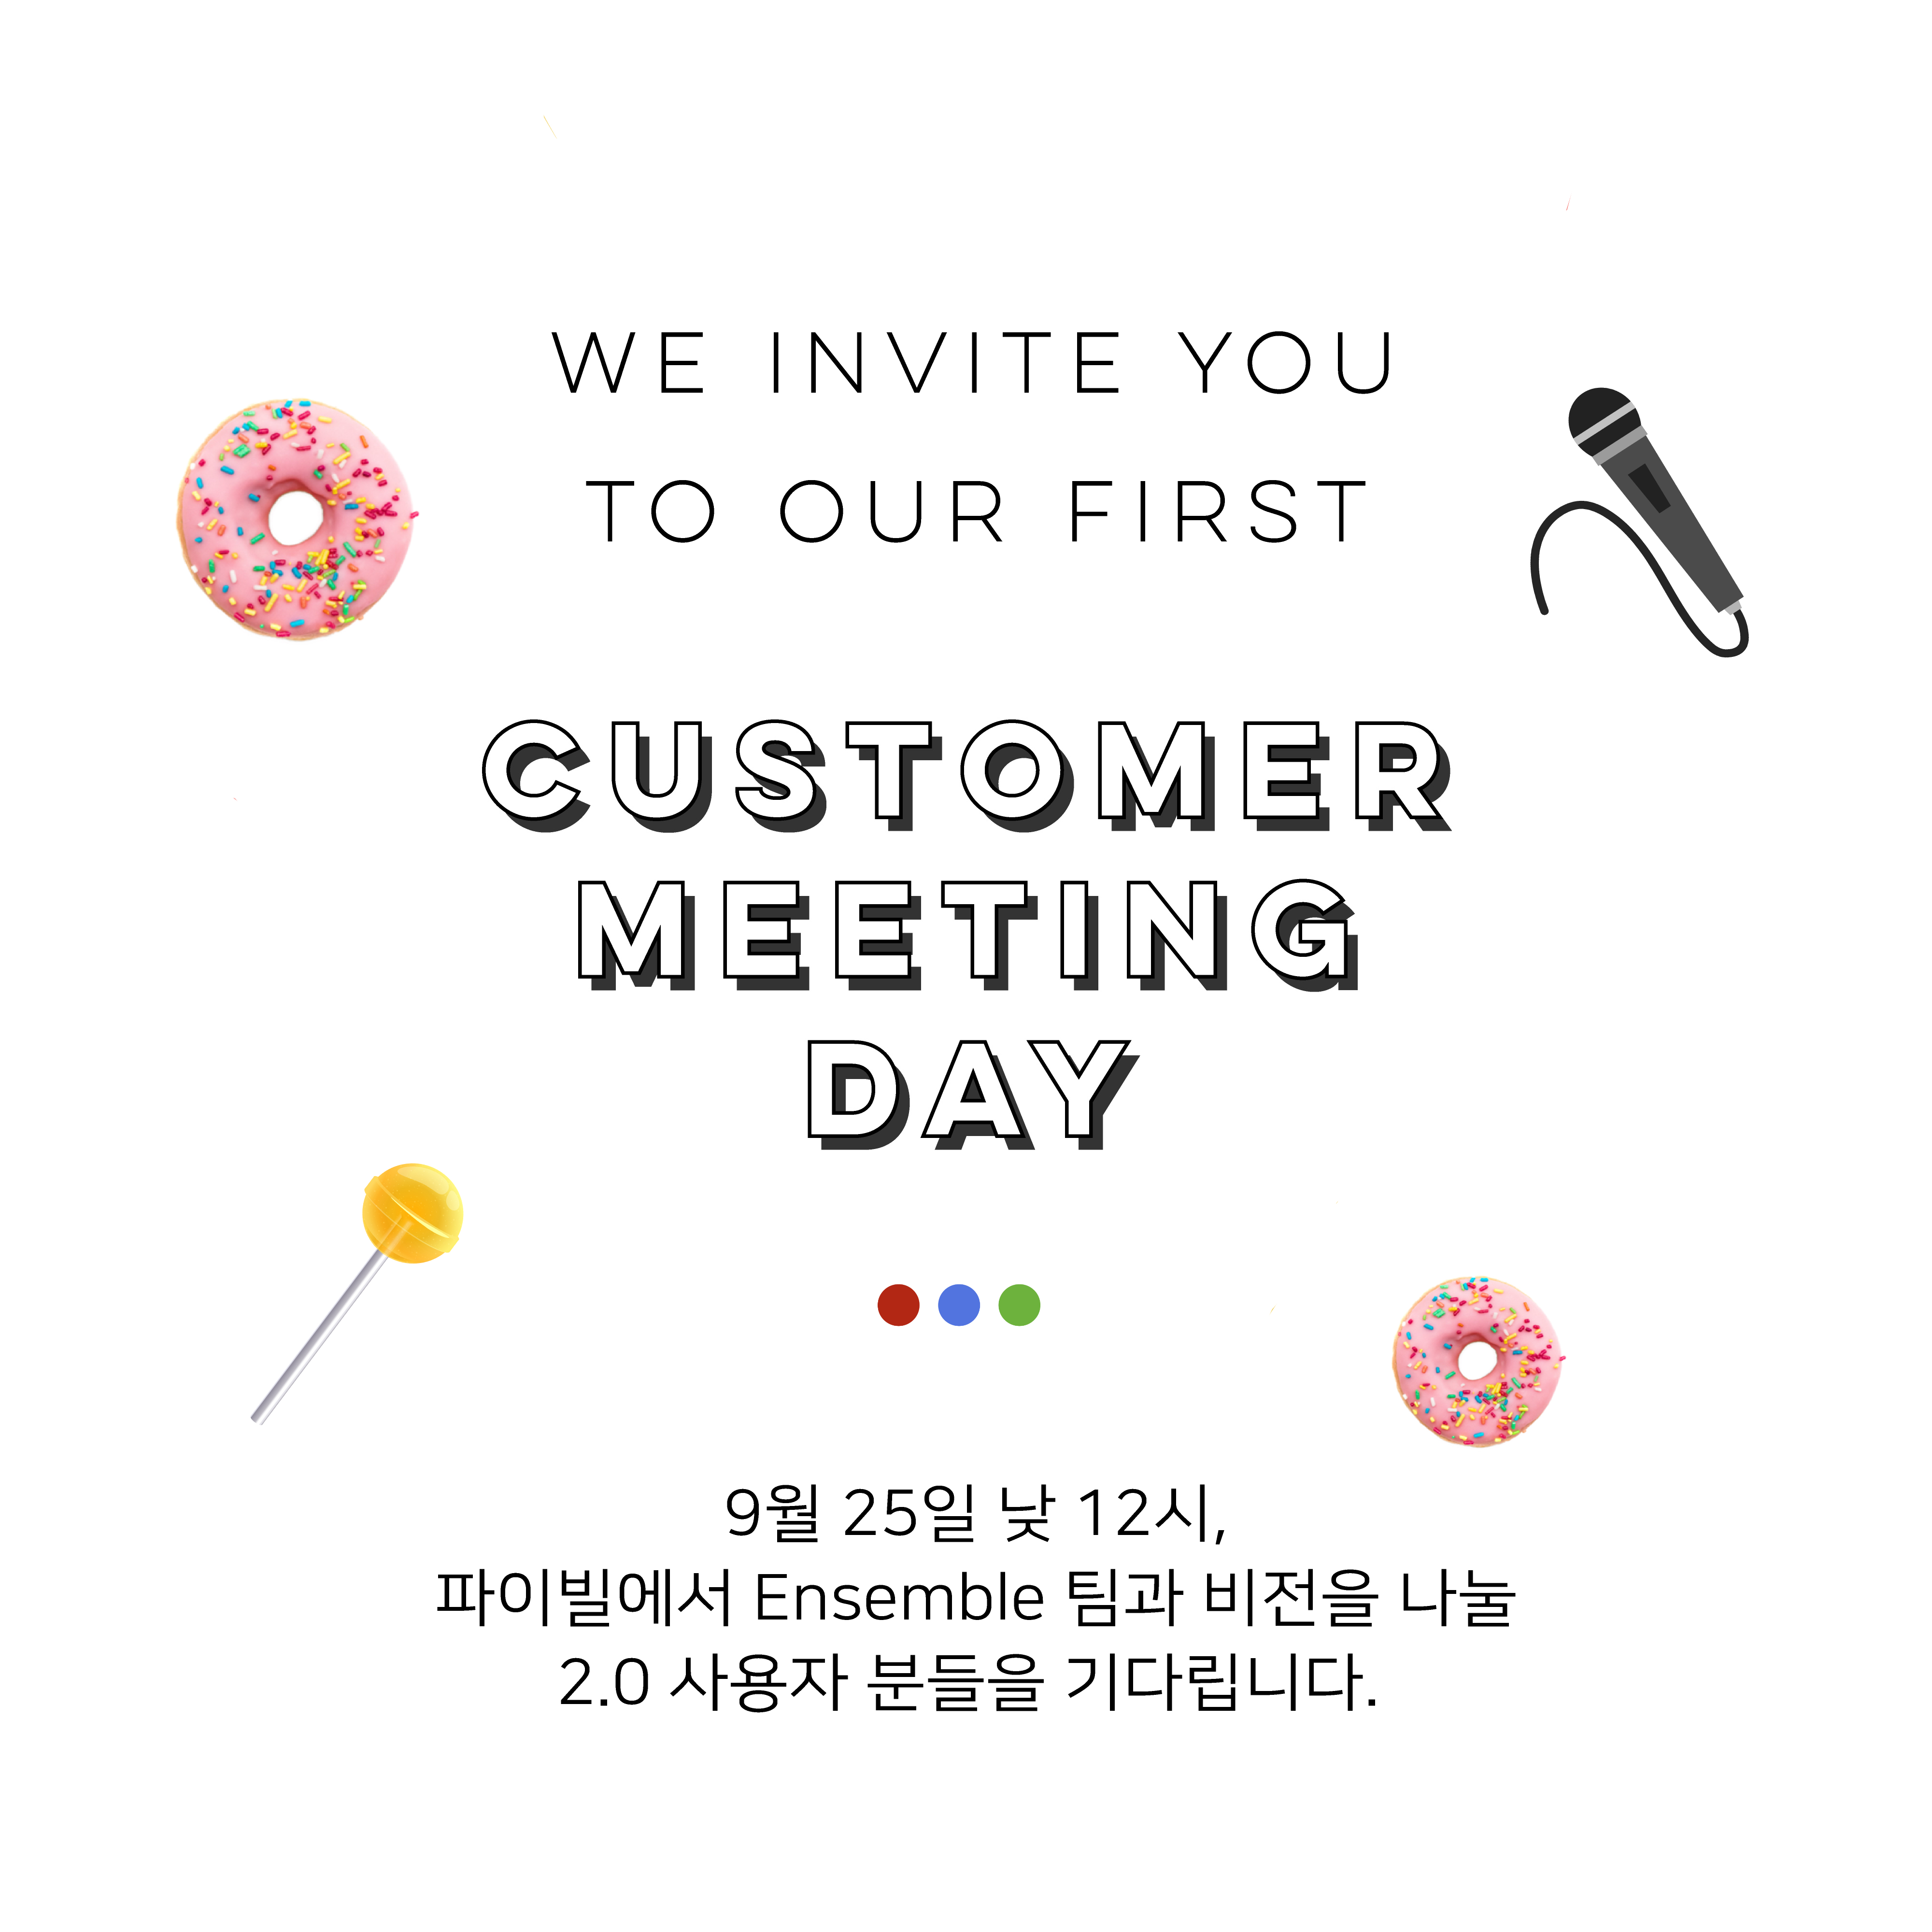 WE INVITE YOU
TO OUR FIRST
CUSTOMER
MEETING
DAY
9월 25일 낮 12시,
파이빌에서 Ensemble 팀과 비전을 나눌
2.0 사용자 분들을 기다립니다.